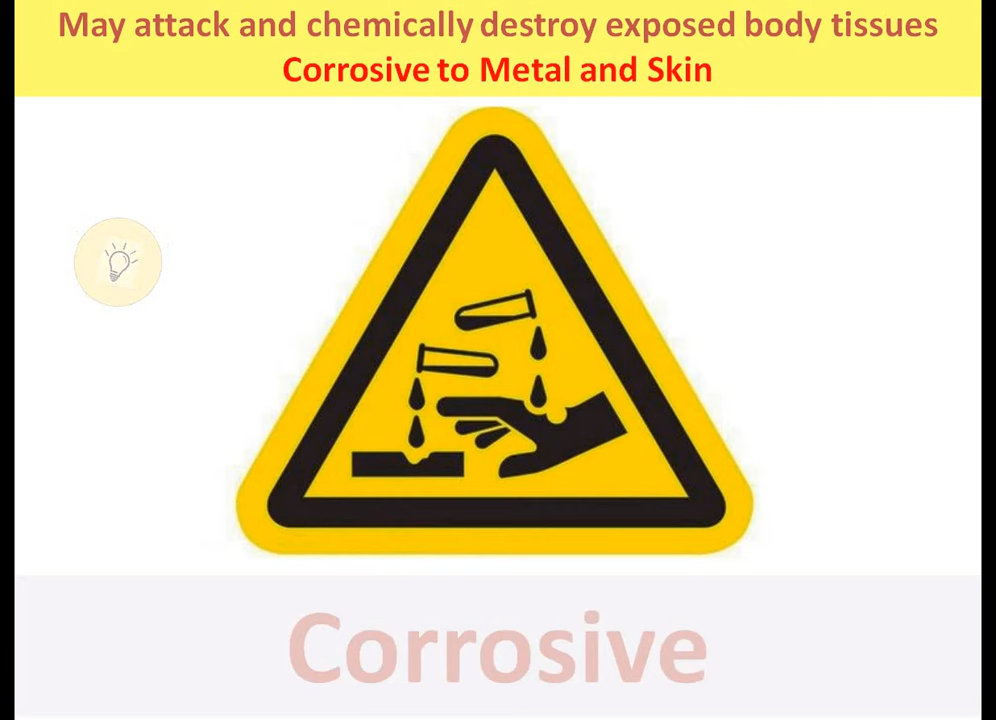 May attack and chemically destroy exposed body tissues
Corrosive to Metal and Skin
Corrosive